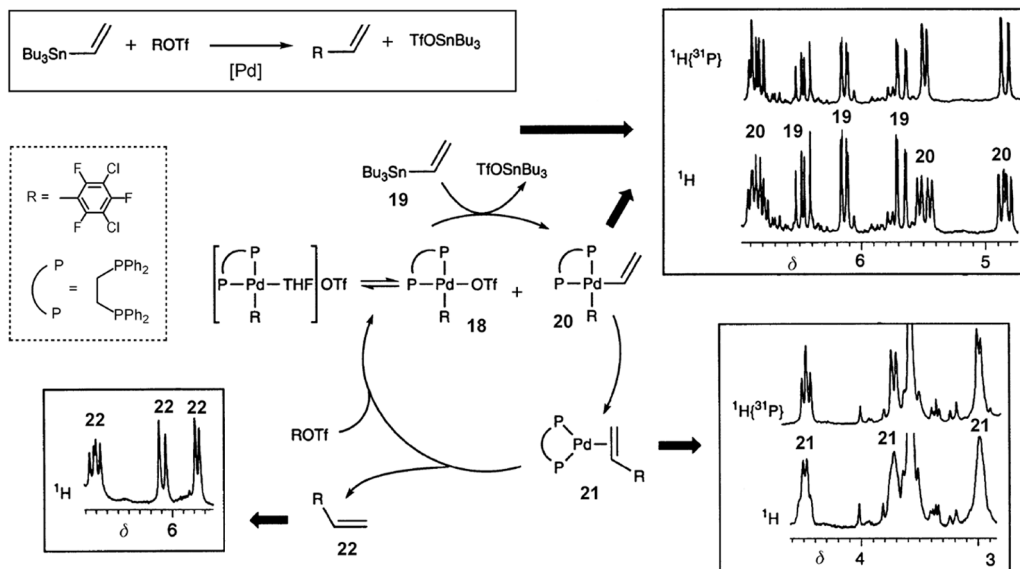 Bu₃Sn + ROTf [Pd] R + TfOSnBu₃
R =
F
Cl
F
Cl
F
P
P
=
PPh₂
PPh₂
¹H{³¹P}
20 19 19 19 20 20
¹H
δ 6 5
Bu₃Sn
19
TfOSnBu₃
P
P Pd THF OTf
R
P
P Pd OTf
R
18
+
P
P Pd
R
20
22 22 22
¹H
δ 6
ROTf
R
22
P
P
Pd
R
21
¹H{³¹P}
21 21 21
¹H
δ 4 3